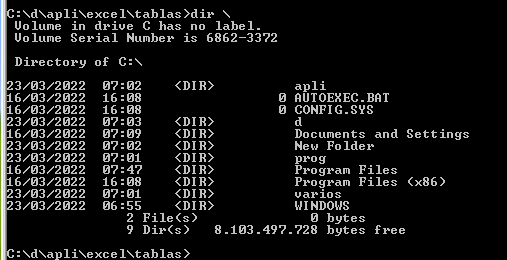 C:\d\apli\excel\tablas>dir \
 Volume in drive C has no label.
 Volume Serial Number is 6862-3372

 Directory of C:\

23/03/2022  07:02    <DIR>          apli
16/03/2022  16:08                 0 AUTOEXEC.BAT
16/03/2022  16:08                 0 CONFIG.SYS
23/03/2022  07:03    <DIR>          d
23/03/2022  07:09    <DIR>          Documents and Settings
23/03/2022  07:02    <DIR>          New Folder
23/03/2022  07:01    <DIR>          prog
16/03/2022  07:47    <DIR>          Program Files
16/03/2022  16:08    <DIR>          Program Files (x86)
23/03/2022  07:01    <DIR>          varios
23/03/2022  06:55    <DIR>          WINDOWS
               2 File(s)              0 bytes
               9 Dir(s)   8.103.497.728 bytes free

C:\d\apli\excel\tablas>